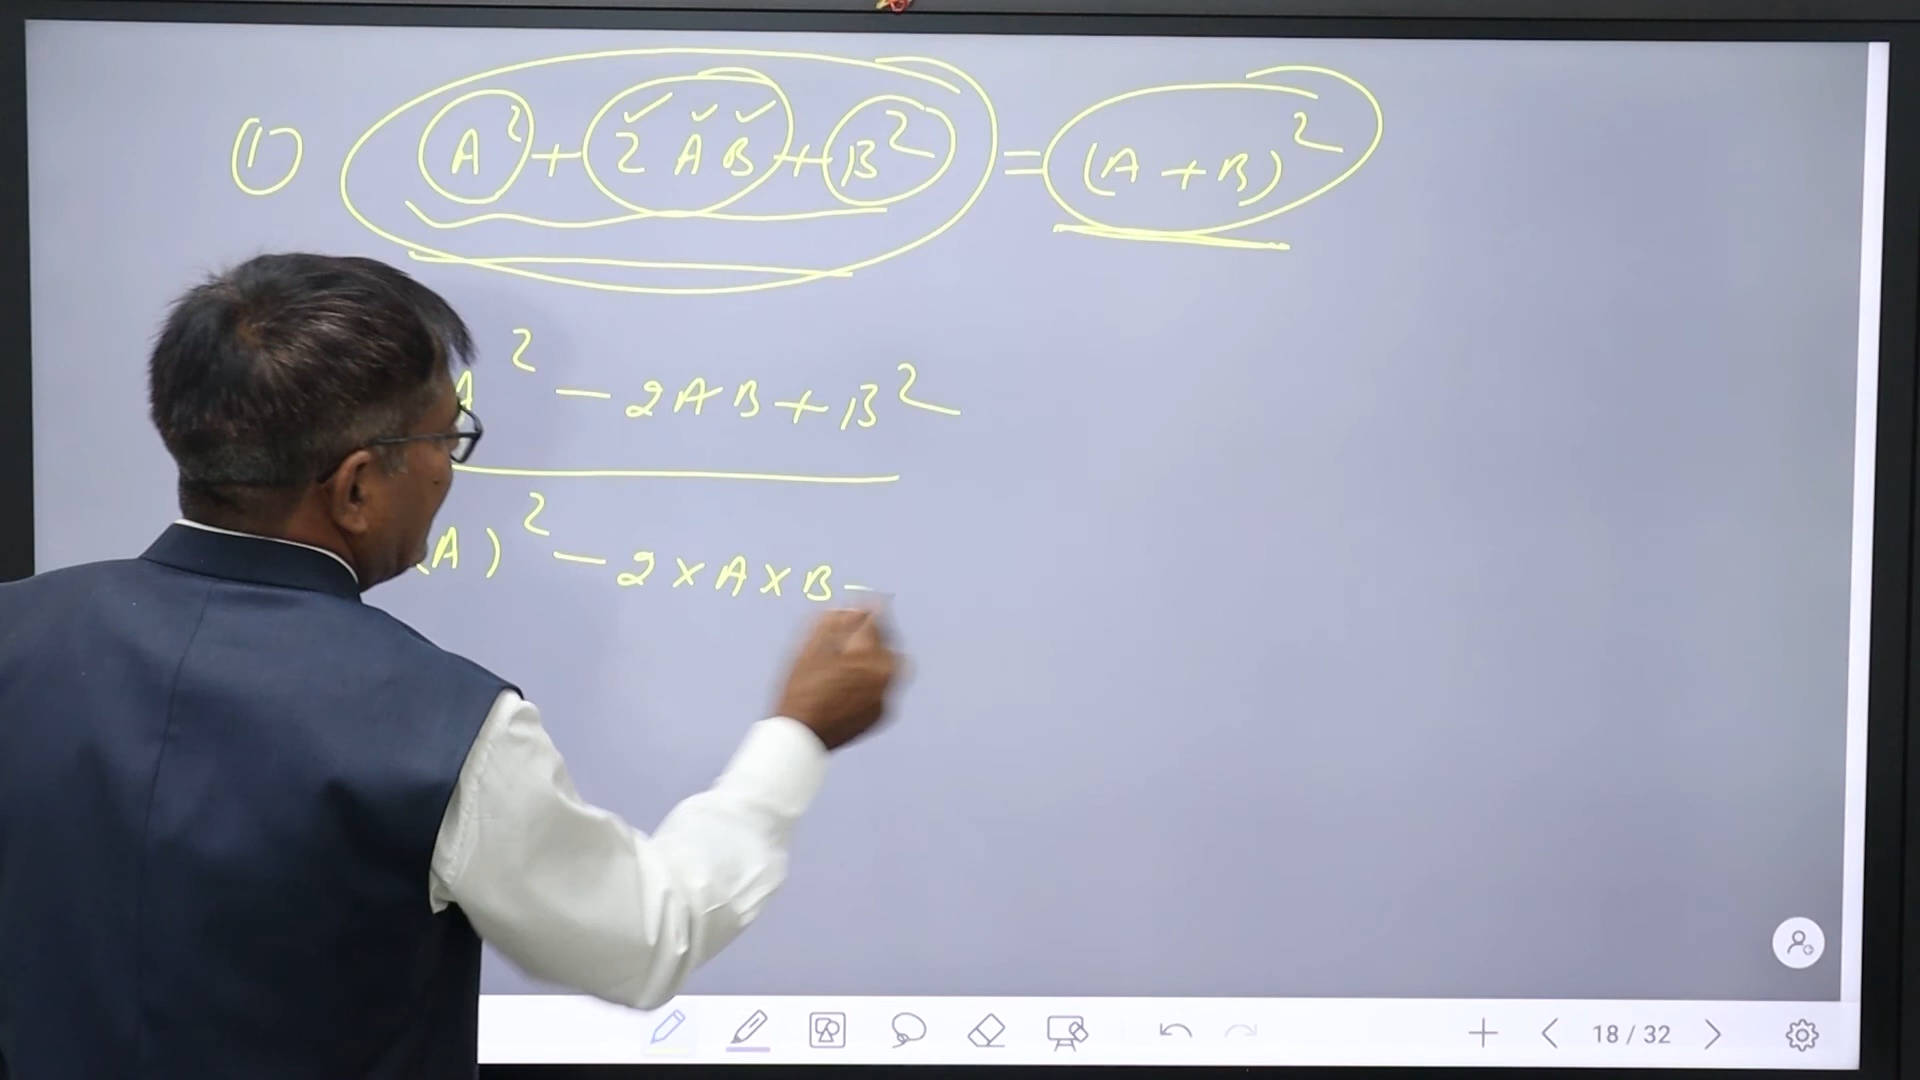 ① A² + 2AB + B² = (A + B)²
A² − 2AB + B²
(A)² − 2 × A × B
18 / 32